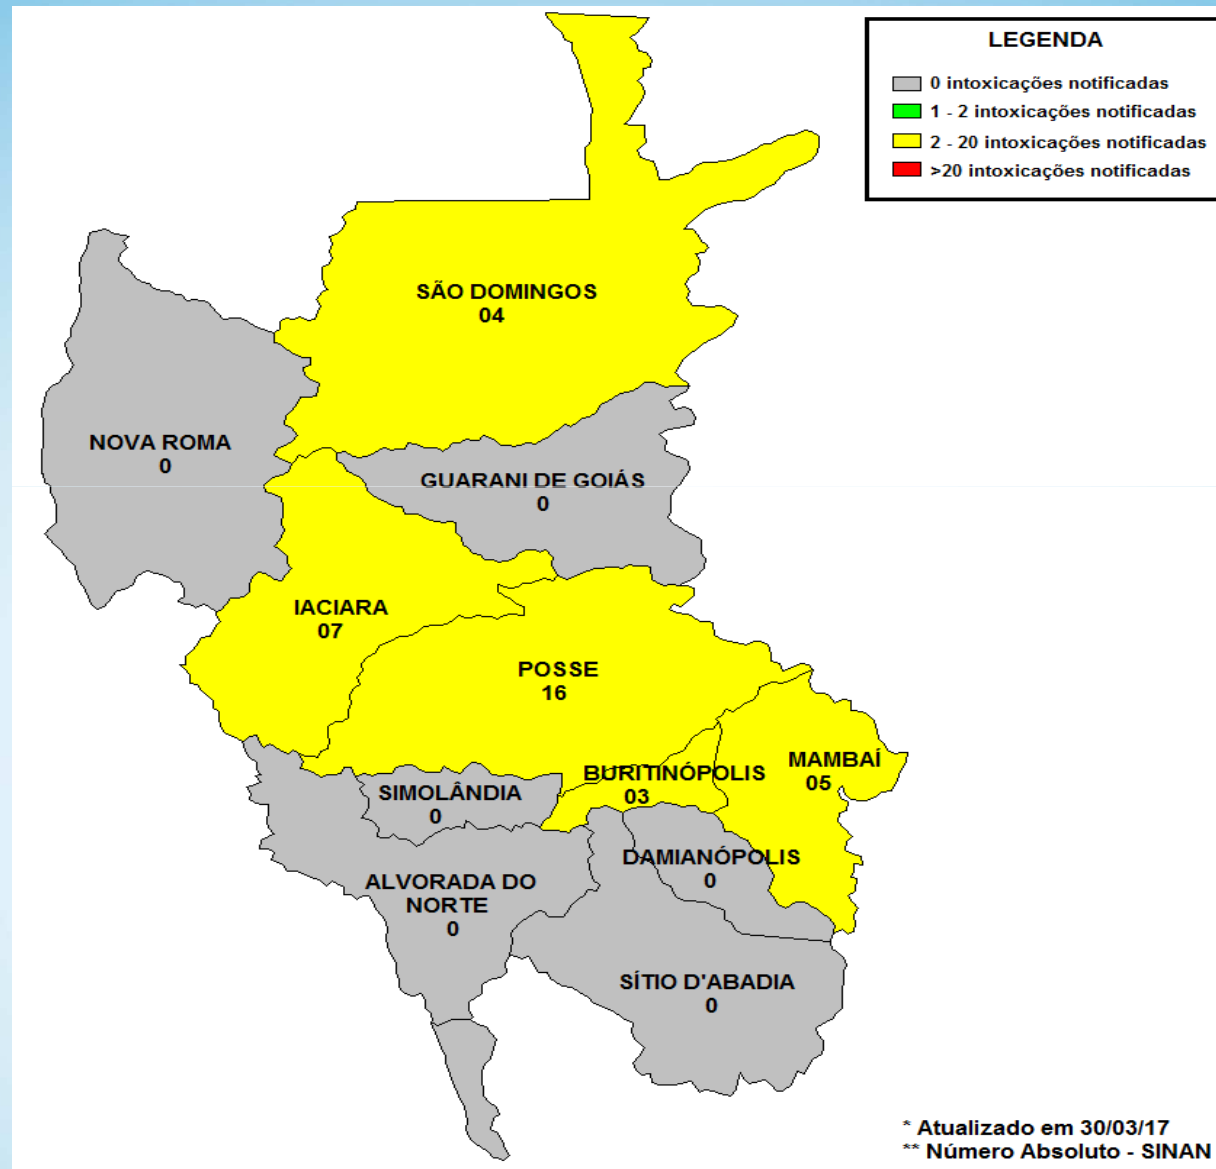 LEGENDA
0 intoxicações notificadas
1 - 2 intoxicações notificadas
2 - 20 intoxicações notificadas
>20 intoxicações notificadas
SÃO DOMINGOS
04
NOVA ROMA
0
GUARANI DE GOIÁS
0
IACIARA
07
POSSE
16
BURITINÓPOLIS
03
MAMBAÍ
05
SIMOLÂNDIA
0
DAMIANÓPOLIS
0
ALVORADA DO
NORTE
0
SÍTIO D'ABADIA
0
* Atualizado em 30/03/17
** Número Absoluto - SINAN